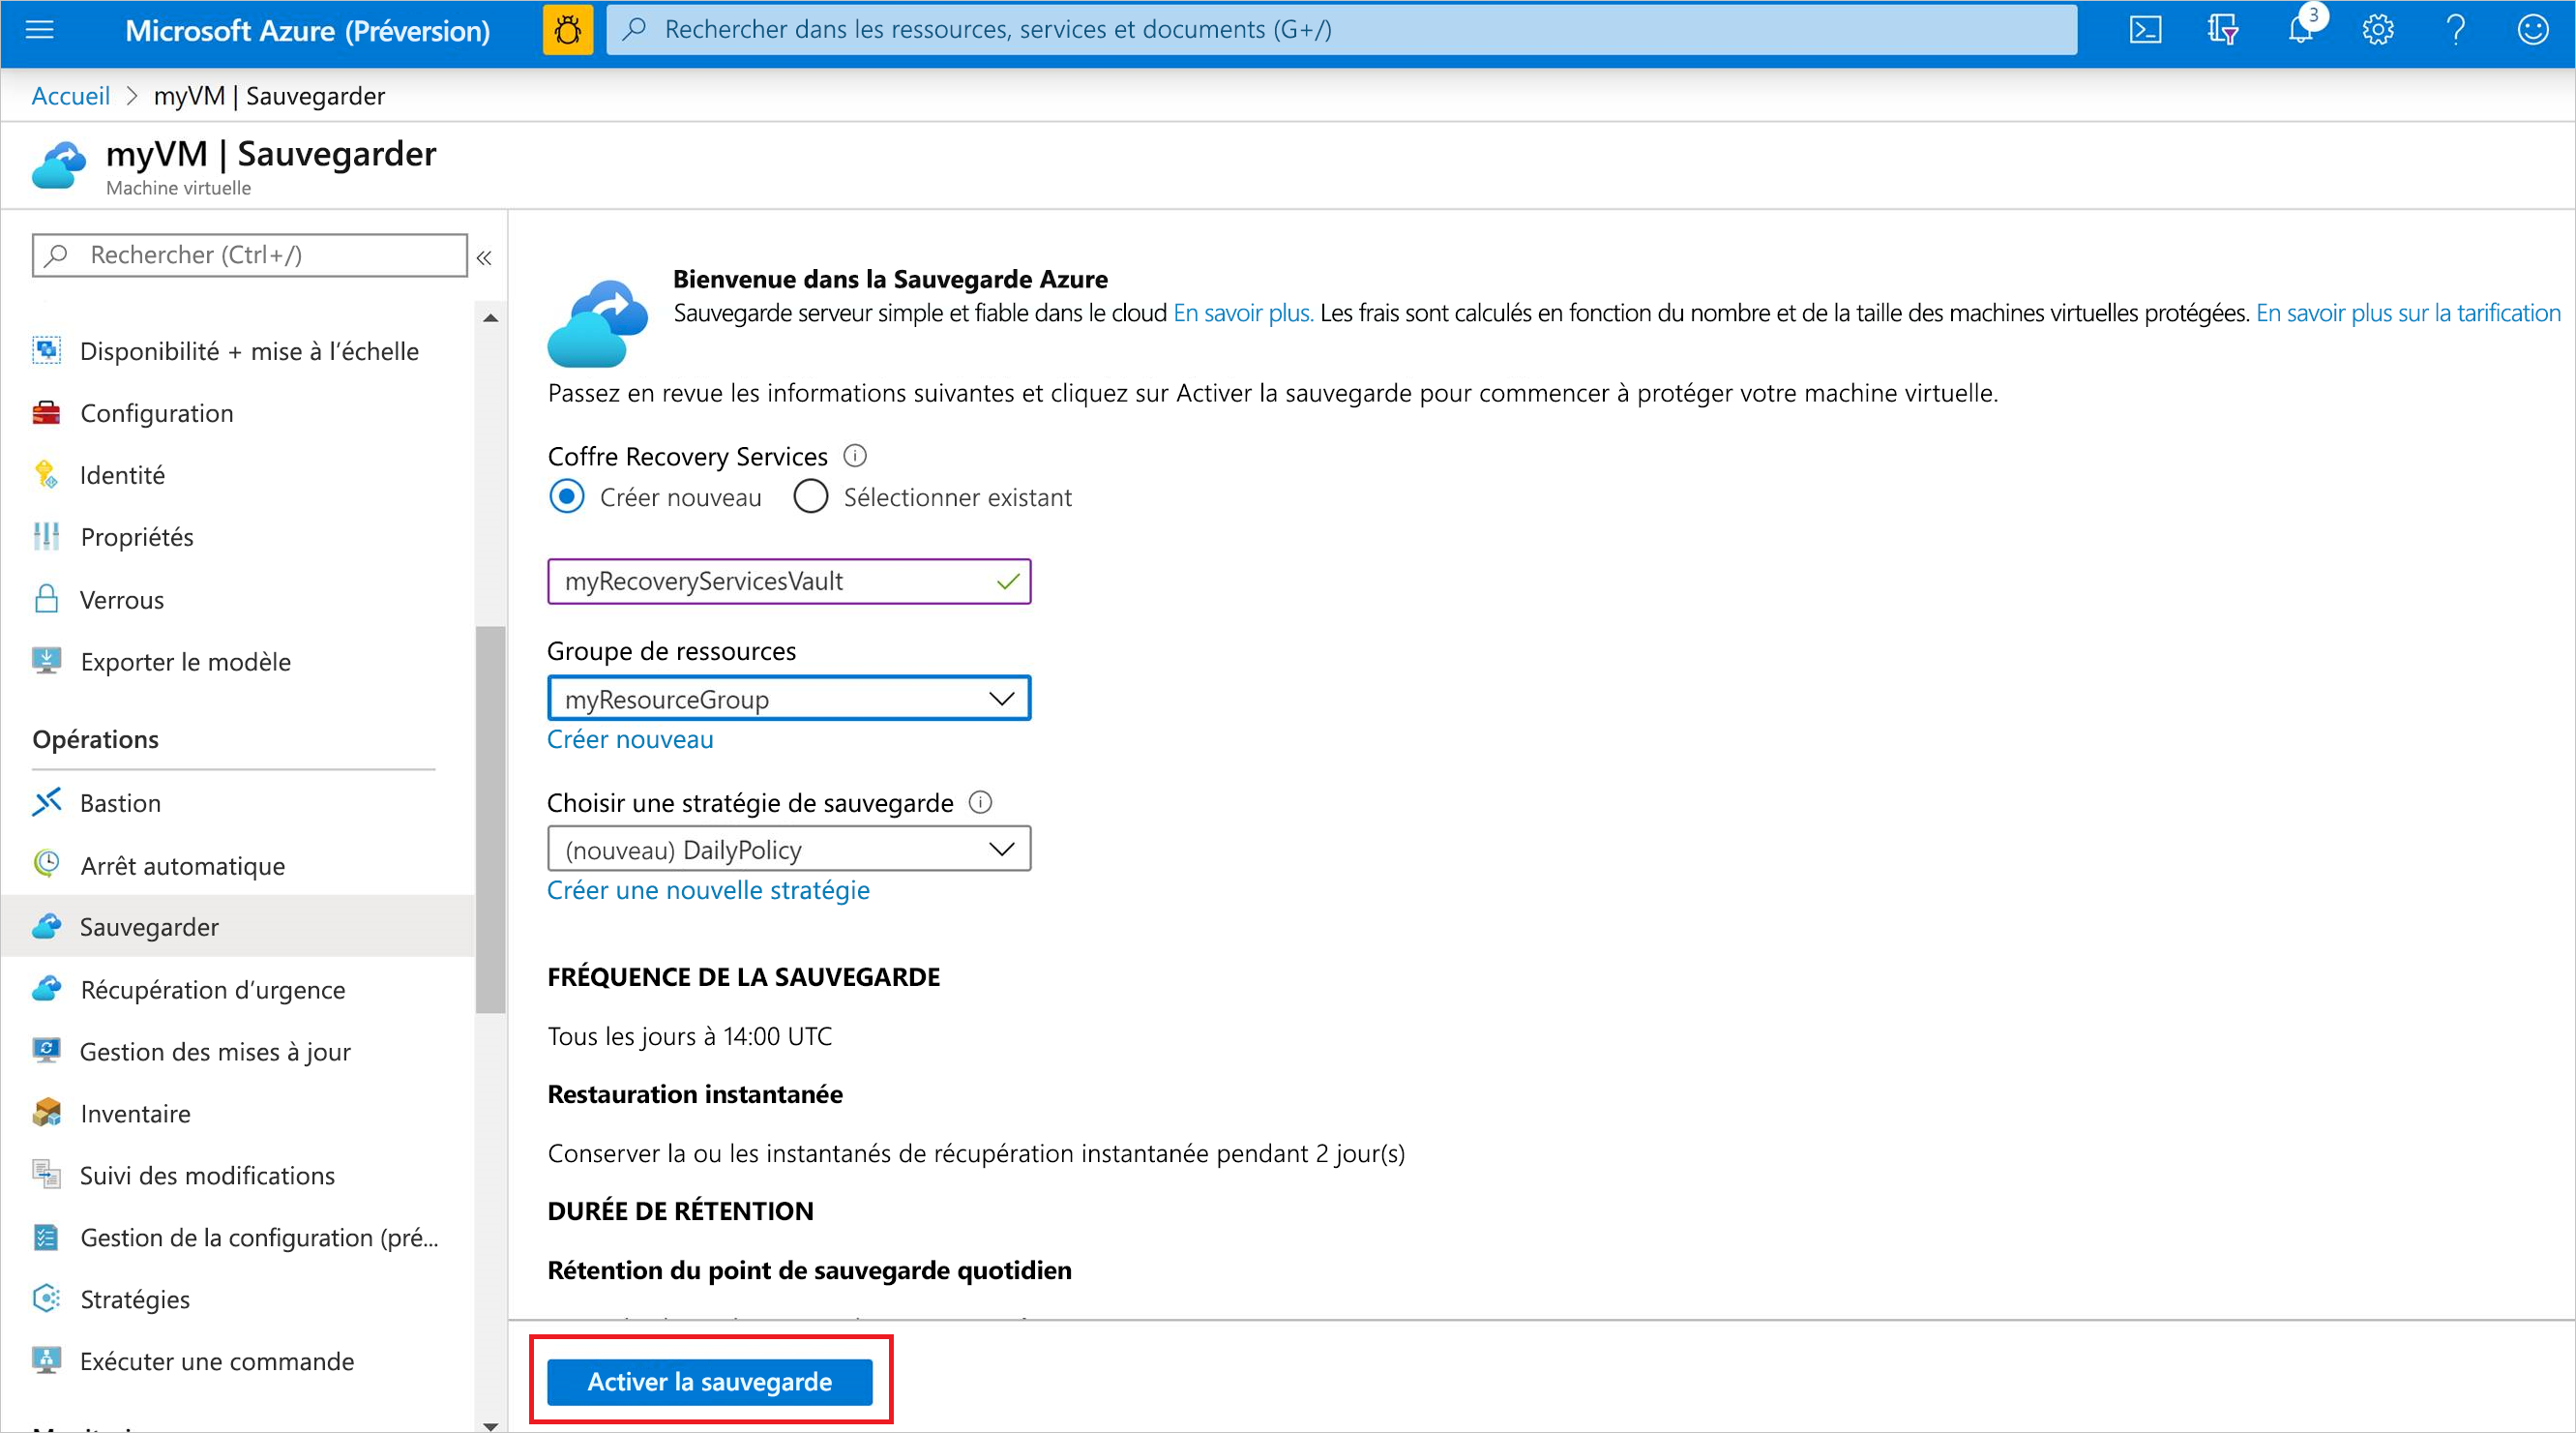 Microsoft Azure (Préversion)
Rechercher dans les ressources, services et documents (G+/)
3
Accueil > myVM | Sauvegarder
myVM | Sauvegarder
Machine virtuelle
Rechercher (Ctrl+/)
«
Disponibilité + mise à l’échelle
Configuration
Identité
Propriétés
Verrous
Exporter le modèle
Opérations
Bastion
Arrêt automatique
Sauvegarder
Récupération d’urgence
Gestion des mises à jour
Inventaire
Suivi des modifications
Gestion de la configuration (pré...
Stratégies
Exécuter une commande
Bienvenue dans la Sauvegarde Azure
Sauvegarde serveur simple et fiable dans le cloud En savoir plus. Les frais sont calculés en fonction du nombre et de la taille des machines virtuelles protégées. En savoir plus sur la tarification
Passez en revue les informations suivantes et cliquez sur Activer la sauvegarde pour commencer à protéger votre machine virtuelle.
Coffre Recovery Services
Créer nouveau Sélectionner existant
myRecoveryServicesVault
Groupe de ressources
myResourceGroup
Créer nouveau
Choisir une stratégie de sauvegarde
(nouveau) DailyPolicy
Créer une nouvelle stratégie
FRÉQUENCE DE LA SAUVEGARDE
Tous les jours à 14:00 UTC
Restauration instantanée
Conserver la ou les instantanés de récupération instantanée pendant 2 jour(s)
DURÉE DE RÉTENTION
Rétention du point de sauvegarde quotidien
Activer la sauvegarde